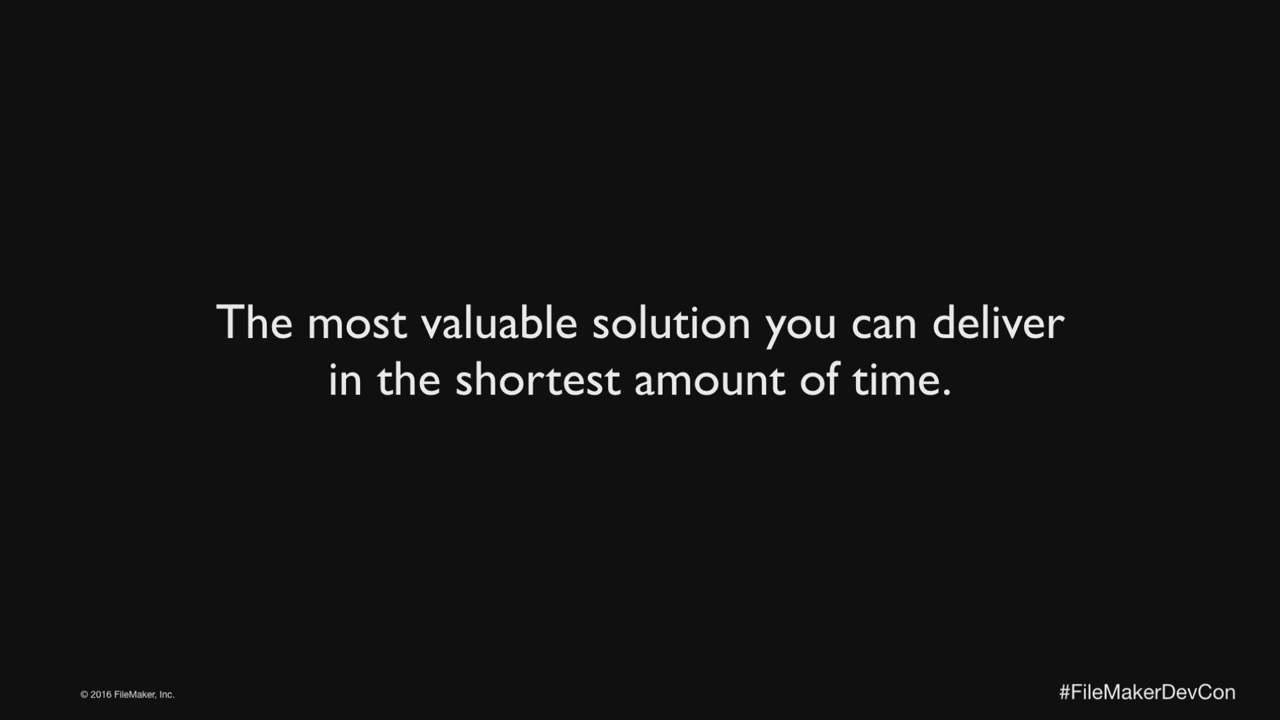 The most valuable solution you can deliver
in the shortest amount of time.
© 2016 FileMaker, Inc.
#FileMakerDevCon